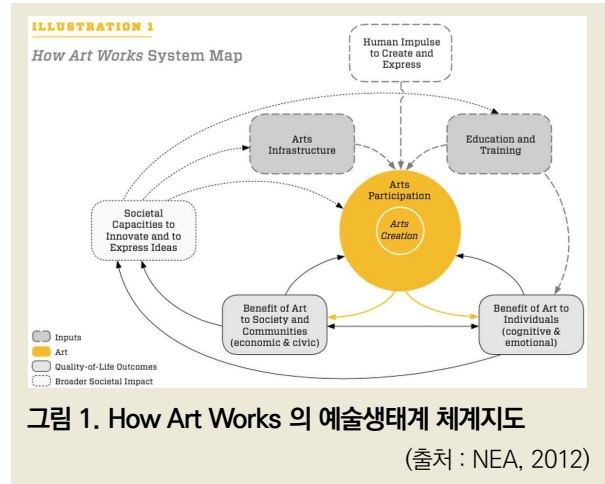 ILLUSTRATION 1
How Art Works System Map
Human Impulse
to Create and
Express
Arts
Infrastructure
Education and
Training
Arts
Participation
Arts
Creation
Societal
Capacities to
Innovate and to
Express Ideas
Benefit of Art
to Society and
Communities
(economic & civic)
Benefit of Art to
Individuals
(cognitive &
emotional)
Inputs
Art
Quality-of-Life Outcomes
Broader Societal Impact
그림 1. How Art Works 의 예술생태계 체계지도
(출처 : NEA, 2012)